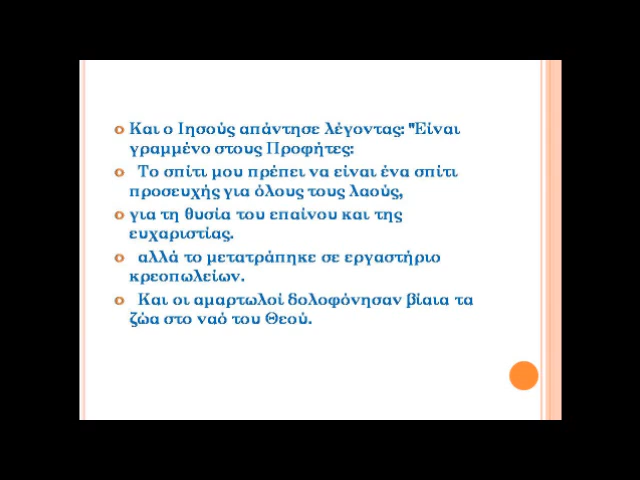 Και ο Ιησούς απάντησε λέγοντας: "Είναι
γραμμένο στους Προφήτες:
Το σπίτι μου πρέπει να είναι ένα σπίτι
προσευχής για όλους τους λαούς,
για τη θυσία του επαίνου και της
ευχαριστίας.
αλλά το μετατράπηκε σε εργαστήριο
κρεοπωλείων.
Και οι αμαρτωλοί δολοφόνησαν βίαια τα
ζώα στο ναό του Θεού.